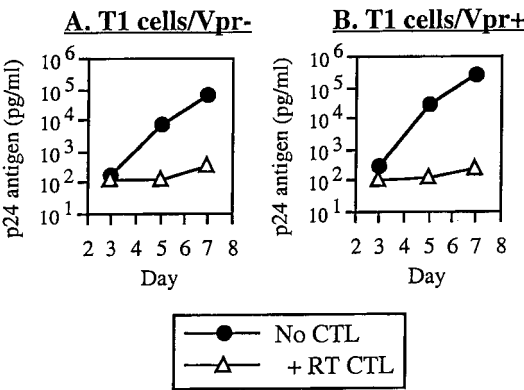 A. T1 cells/Vpr-
B. T1 cells/Vpr+
p24 antigen (pg/ml)
10^6
10^5
10^4
10^3
10^2
10^1
2 3 4 5 6 7 8
Day
p24 antigen (pg/ml)
10^6
10^5
10^4
10^3
10^2
10^1
2 3 4 5 6 7 8
Day
No CTL
+ RT CTL